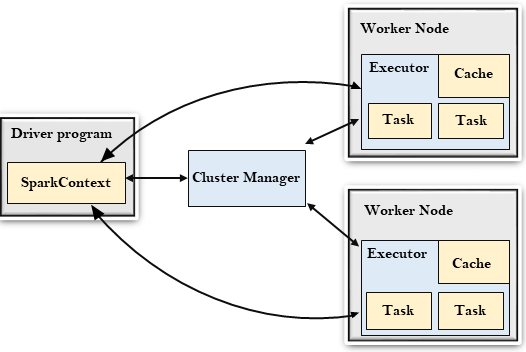 Worker Node
Executor
Cache
Task
Task
Driver program
SparkContext
Cluster Manager
Worker Node
Executor
Cache
Task
Task